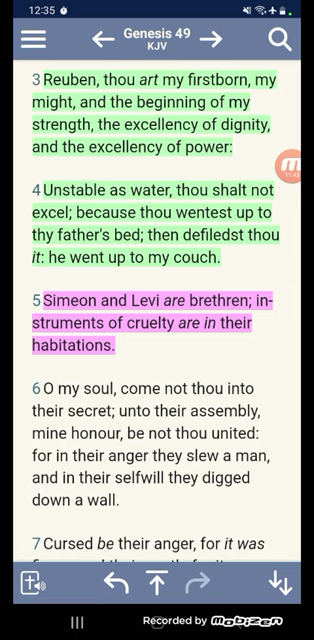 12:35
Genesis 49
KJV
3 Reuben, thou art my firstborn, my
might, and the beginning of my
strength, the excellency of dignity,
and the excellency of power:
4 Unstable as water, thou shalt not
excel; because thou wentest up to
thy father's bed; then defiledst thou
it: he went up to my couch.
5 Simeon and Levi are brethren; in-
struments of cruelty are in their
habitations.
6 O my soul, come not thou into
their secret; unto their assembly,
mine honour, be not thou united:
for in their anger they slew a man,
and in their selfwill they digged
down a wall.
7 Cursed be their anger, for it was
Recorded by mobizen